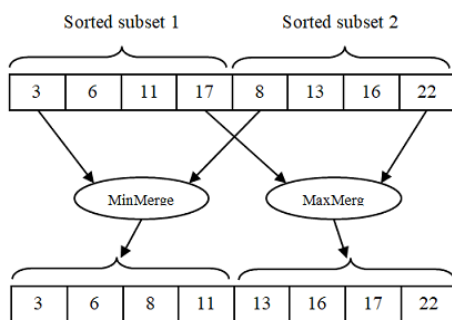 Sorted subset 1 Sorted subset 2
3 6 11 17 8 13 16 22
MinMerge MaxMerg
3 6 8 11 13 16 17 22